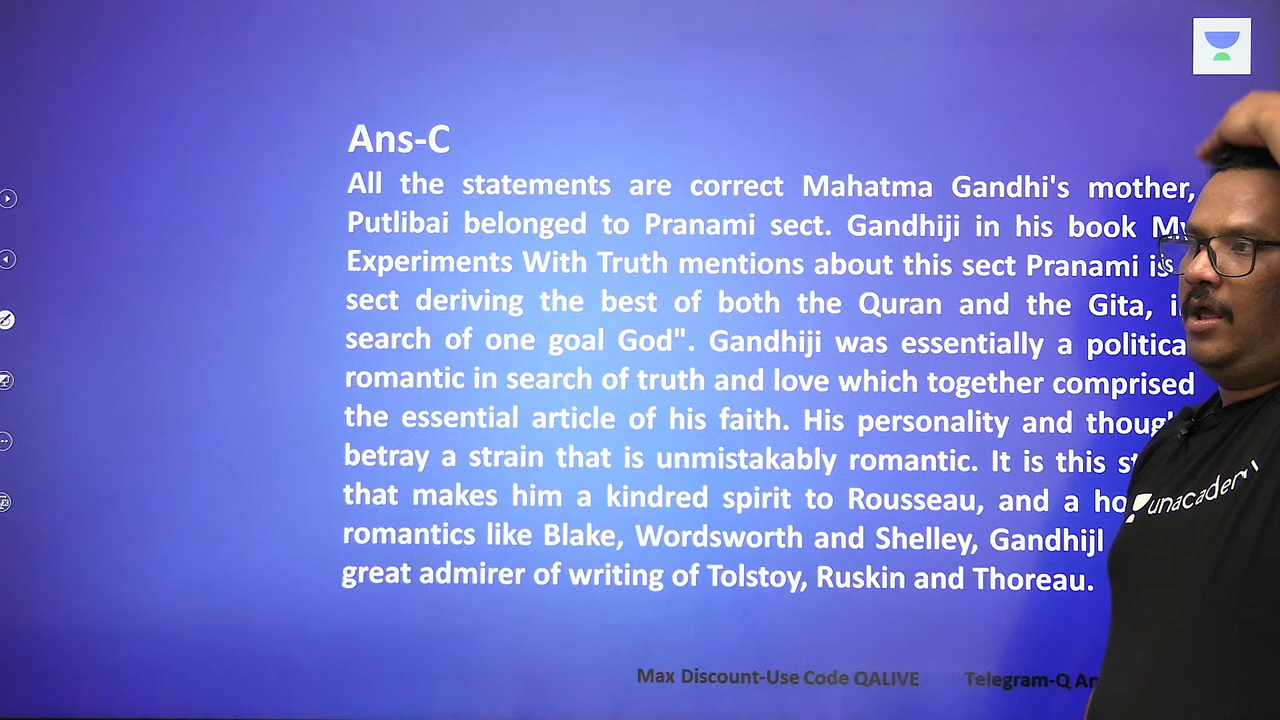 Ans-C
All the statements are correct Mahatma Gandhi's mother,
Putlibai belonged to Pranami sect. Gandhiji in his book My
Experiments With Truth mentions about this sect Pranami is
sect deriving the best of both the Quran and the Gita,
search of one goal God". Gandhiji was essentially a
romantic in search of truth and love which together comprised
the essential article of his faith. His personality and
betray a strain that is unmistakably romantic. It is this
that makes him a kindred spirit to Rousseau, and a
romantics like Blake, Wordsworth and Shelley, Gandhijl
great admirer of writing of Tolstoy, Ruskin and Thoreau.
unacademy
Max Discount-Use Code QALIVE Telegram-Q